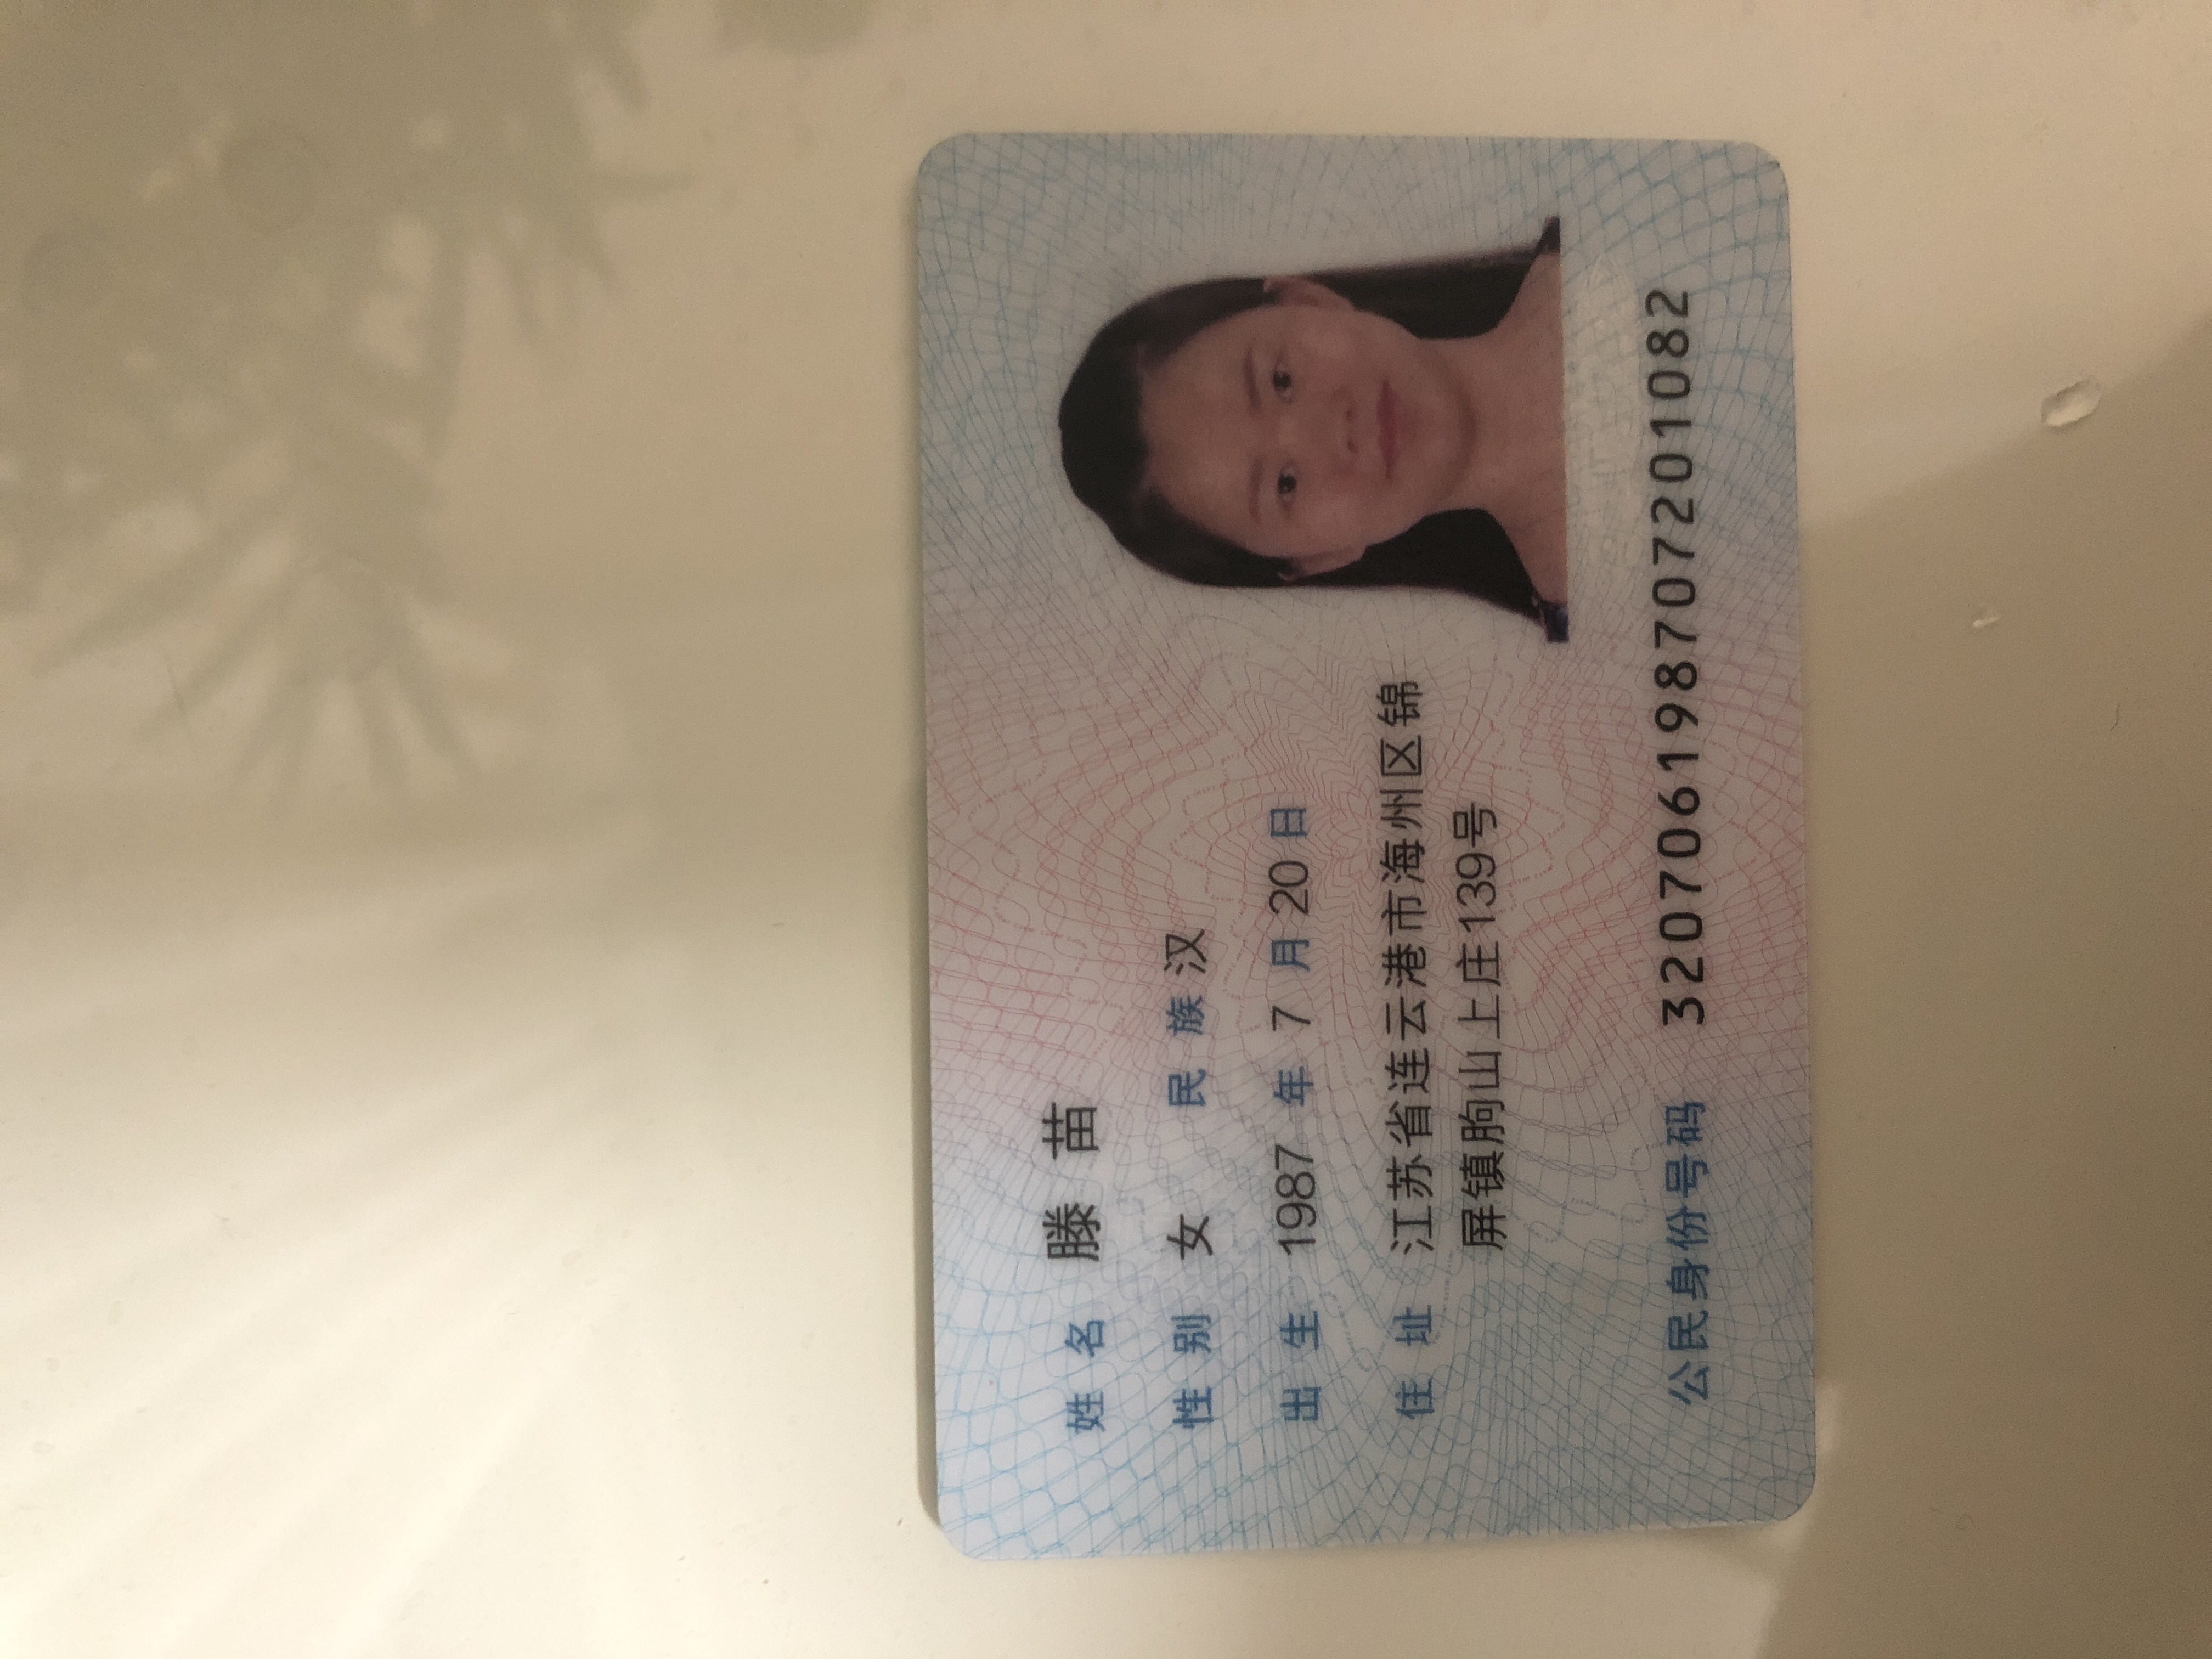 姓名 滕苗
性别 女 民族 汉
出生 1987 年 7 月 20 日
住址 江苏省连云港市海州区锦
屏镇朐山上庄139号
公民身份号码 320706198707201082